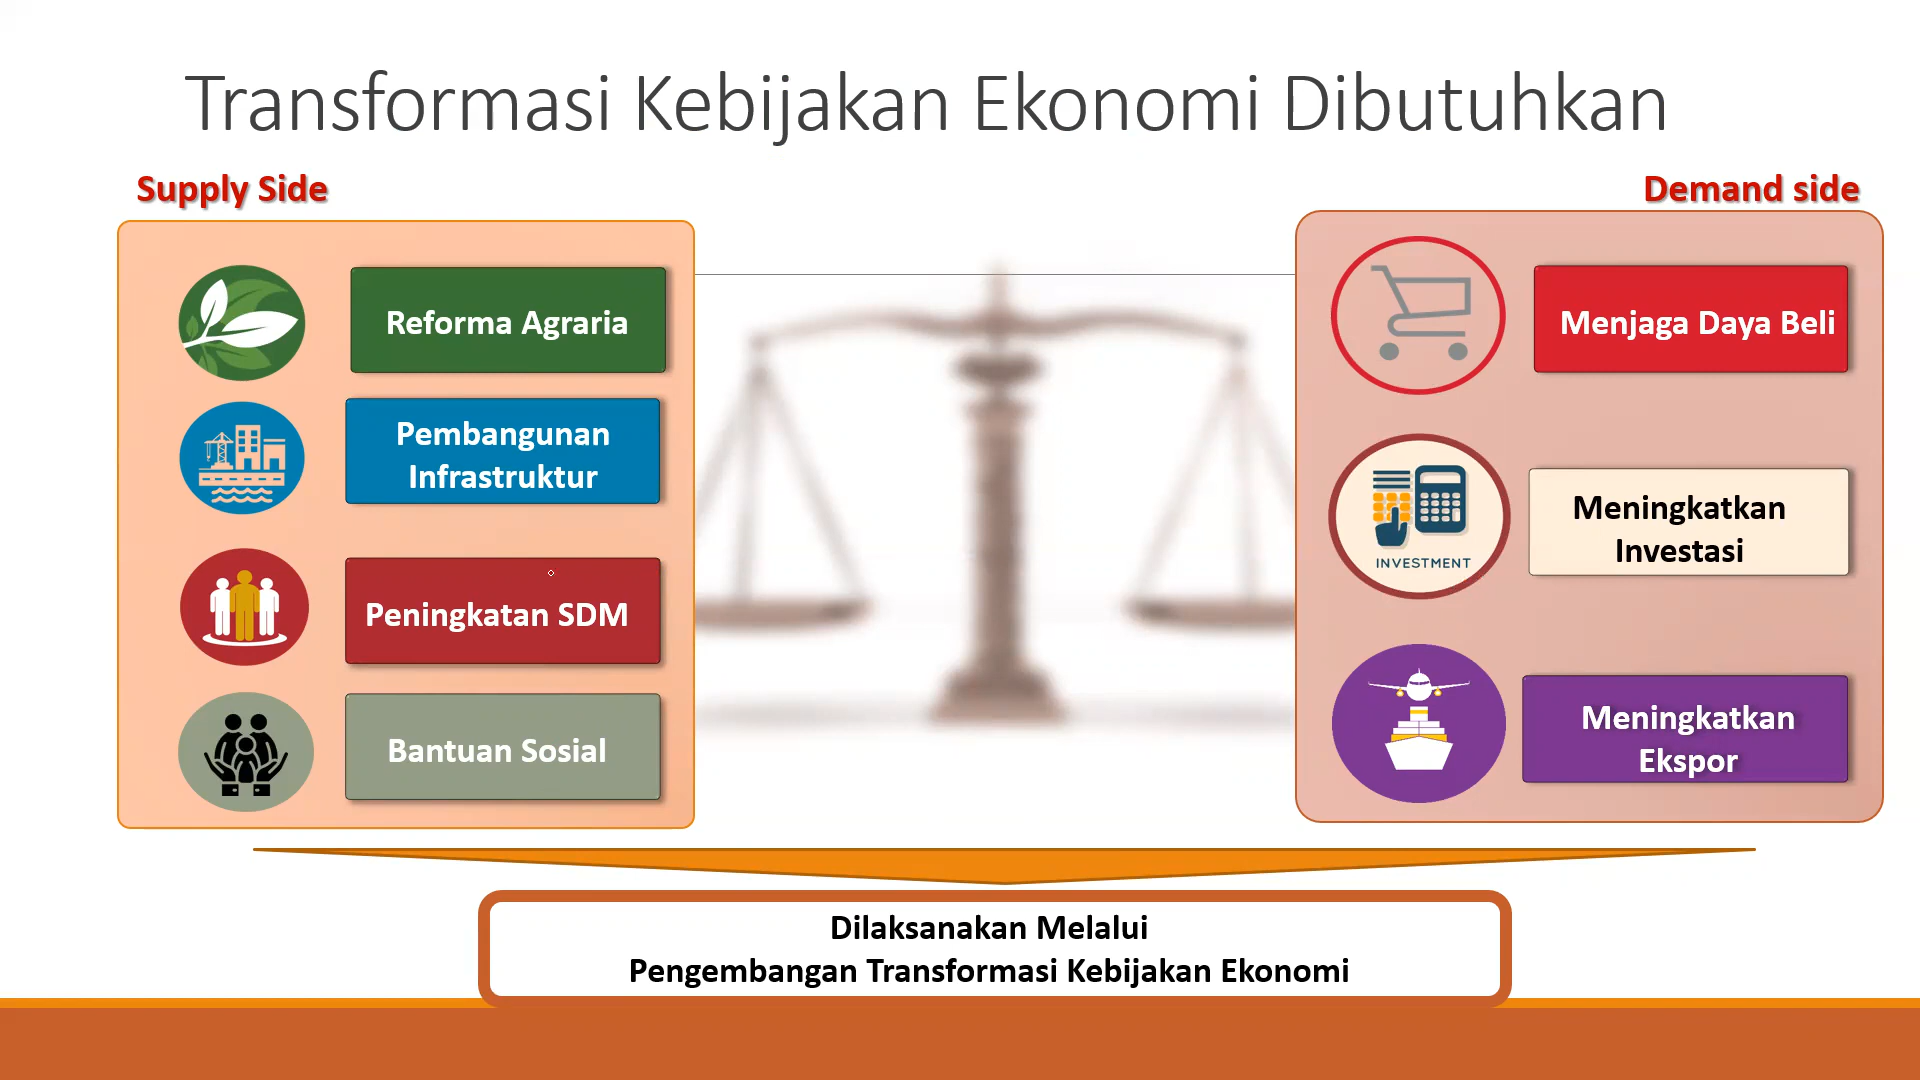 Transformasi Kebijakan Ekonomi Dibutuhkan
Supply Side
Reforma Agraria
Pembangunan
Infrastruktur
Peningkatan SDM
Bantuan Sosial
Demand side
Menjaga Daya Beli
INVESTMENT
Meningkatkan
Investasi
Meningkatkan
Ekspor
Dilaksanakan Melalui
Pengembangan Transformasi Kebijakan Ekonomi